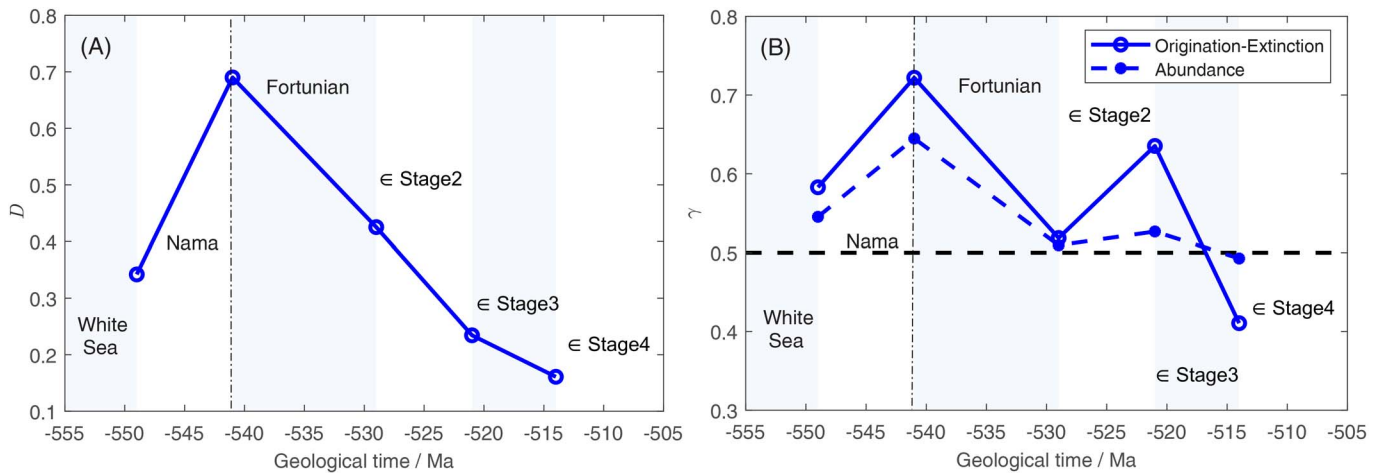 (A)
0.8
0.7
0.6
0.5
0.4
0.3
0.2
0.1
D
Fortunian
∈ Stage2
Nama
∈ Stage3
White
Sea
∈ Stage4
-555 -550 -545 -540 -535 -530 -525 -520 -515 -510 -505
Geological time / Ma
(B)
0.8
0.7
0.6
0.5
0.4
0.3
γ
Origination-Extinction
Abundance
Fortunian
∈ Stage2
Nama
White
Sea
∈ Stage4
∈ Stage3
-555 -550 -545 -540 -535 -530 -525 -520 -515 -510 -505
Geological time / Ma